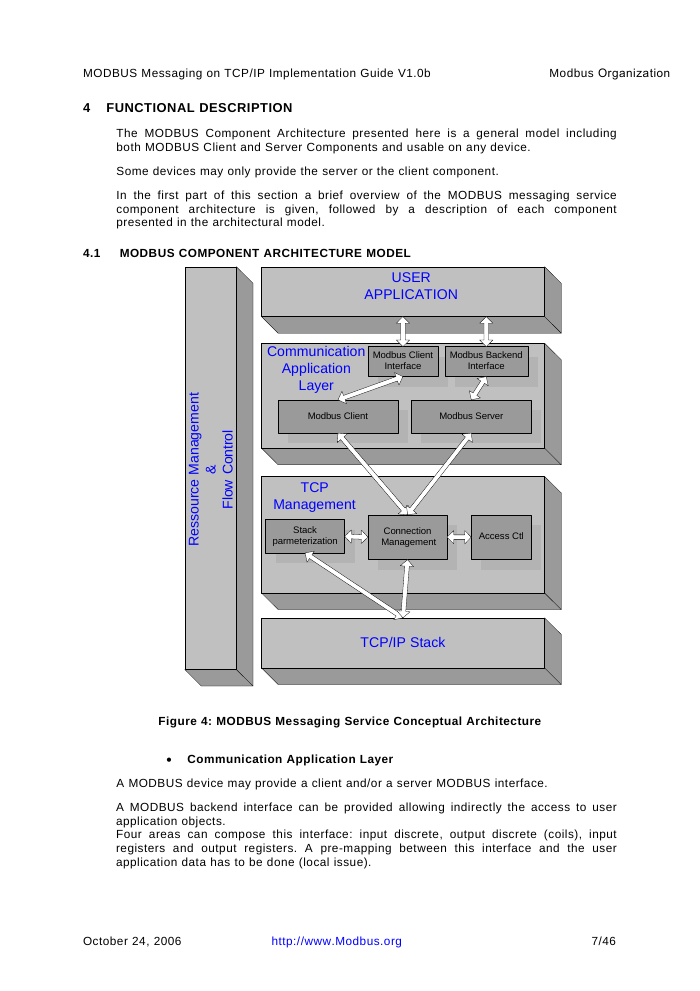 MODBUS Messaging on TCP/IP Implementation Guide V1.0b Modbus Organization
4 FUNCTIONAL DESCRIPTION
The MODBUS Component Architecture presented here is a general model including
both MODBUS Client and Server Components and usable on any device.
Some devices may only provide the server or the client component.
In the first part of this section a brief overview of the MODBUS messaging service
component architecture is given, followed by a description of each component
presented in the architectural model.
4.1 MODBUS COMPONENT ARCHITECTURE MODEL
Ressource Management
&
Flow Control
USER
APPLICATION
Communication
Application
Layer
Modbus Client
Interface
Modbus Backend
Interface
Modbus Client
Modbus Server
TCP
Management
Stack
parmeterization
Connection
Management
Access Ctl
TCP/IP Stack
Figure 4: MODBUS Messaging Service Conceptual Architecture
• Communication Application Layer
A MODBUS device may provide a client and/or a server MODBUS interface.
A MODBUS backend interface can be provided allowing indirectly the access to user
application objects.
Four areas can compose this interface: input discrete, output discrete (coils), input
registers and output registers. A pre-mapping between this interface and the user
application data has to be done (local issue).
October 24, 2006 http://www.Modbus.org 7/46